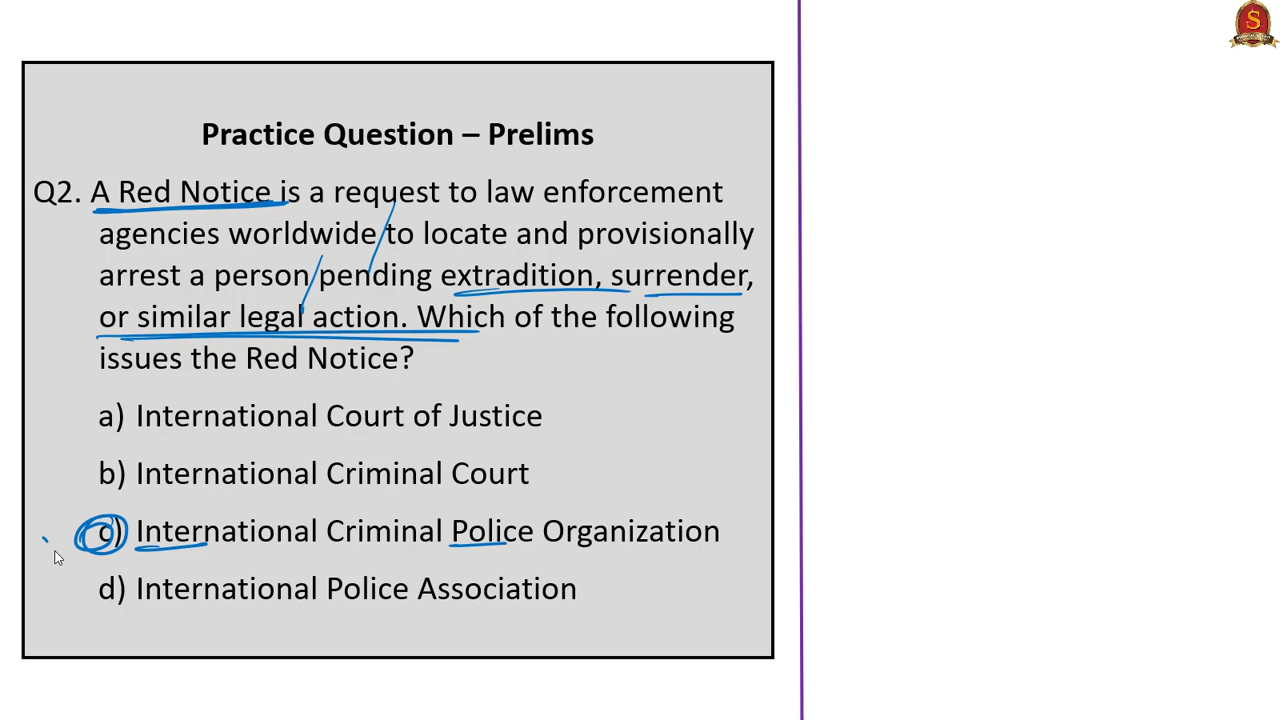 Practice Question – Prelims
Q2. A Red Notice is a request to law enforcement
agencies worldwide to locate and provisionally
arrest a person pending extradition, surrender,
or similar legal action. Which of the following
issues the Red Notice?
a) International Court of Justice
b) International Criminal Court
c) International Criminal Police Organization
d) International Police Association
S